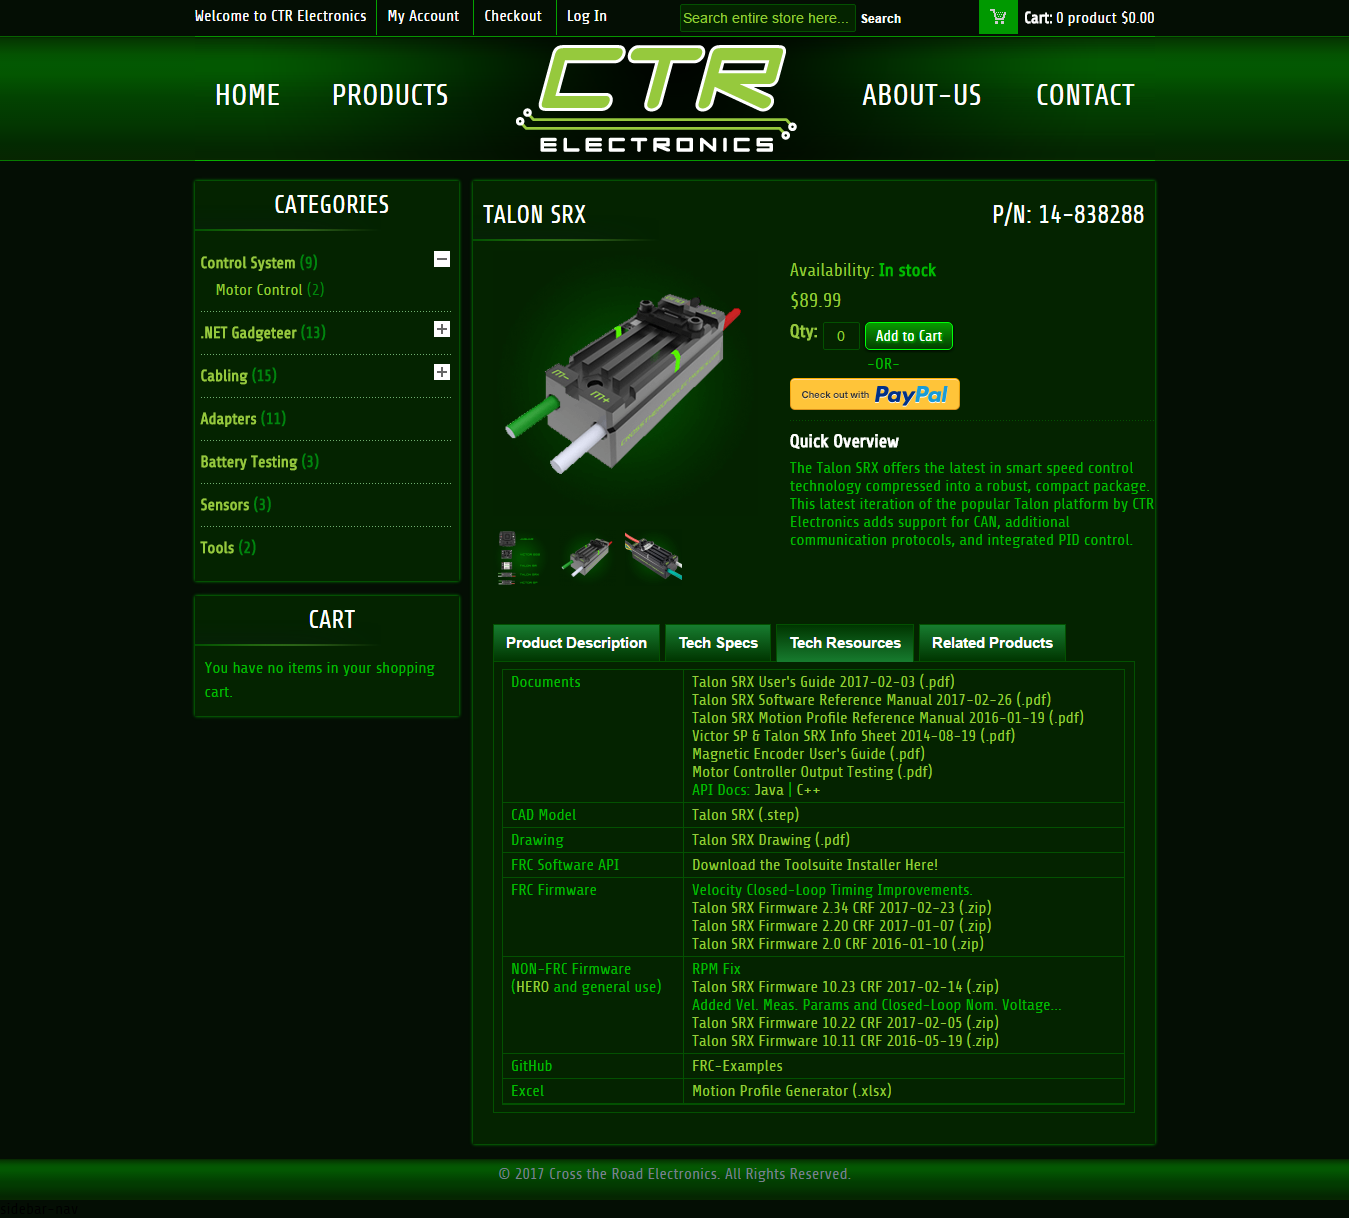 Welcome to CTR Electronics
My Account
Checkout
Log In
Search entire store here...
Search
Cart: 0 product $0.00
HOME
PRODUCTS
CTR
ELECTRONICS
ABOUT-US
CONTACT
CATEGORIES
Control System (9)
Motor Control (2)
.NET Gadgeteer (13)
Cabling (15)
Adapters (11)
Battery Testing (3)
Sensors (3)
Tools (2)
CART
You have no items in your shopping
cart.
TALON SRX
P/N: 14-838288
M-
M+
Availability: In stock
$89.99
Qty: 0 Add to Cart
-OR-
Check out with PayPal
Quick Overview
The Talon SRX offers the latest in smart speed control
technology compressed into a robust, compact package.
This latest iteration of the popular Talon platform by CTR
Electronics adds support for CAN, additional
communication protocols, and integrated PID control.
Product Description
Tech Specs
Tech Resources
Related Products
Documents
Talon SRX User's Guide 2017-02-03 (.pdf)
Talon SRX Software Reference Manual 2017-02-26 (.pdf)
Talon SRX Motion Profile Reference Manual 2016-01-19 (.pdf)
Victor SP & Talon SRX Info Sheet 2014-08-19 (.pdf)
Magnetic Encoder User's Guide (.pdf)
Motor Controller Output Testing (.pdf)
API Docs: Java | C++
CAD Model
Talon SRX (.step)
Drawing
Talon SRX Drawing (.pdf)
FRC Software API
Download the Toolsuite Installer Here!
FRC Firmware
Velocity Closed-Loop Timing Improvements.
Talon SRX Firmware 2.34 CRF 2017-02-23 (.zip)
Talon SRX Firmware 2.20 CRF 2017-01-07 (.zip)
Talon SRX Firmware 2.0 CRF 2016-01-10 (.zip)
NON-FRC Firmware
(HERO and general use)
RPM Fix
Talon SRX Firmware 10.23 CRF 2017-02-14 (.zip)
Added Vel. Meas. Params and Closed-Loop Nom. Voltage...
Talon SRX Firmware 10.22 CRF 2017-02-05 (.zip)
Talon SRX Firmware 10.11 CRF 2016-05-19 (.zip)
GitHub
FRC-Examples
Excel
Motion Profile Generator (.xlsx)
© 2017 Cross the Road Electronics. All Rights Reserved.
sidebar-nav